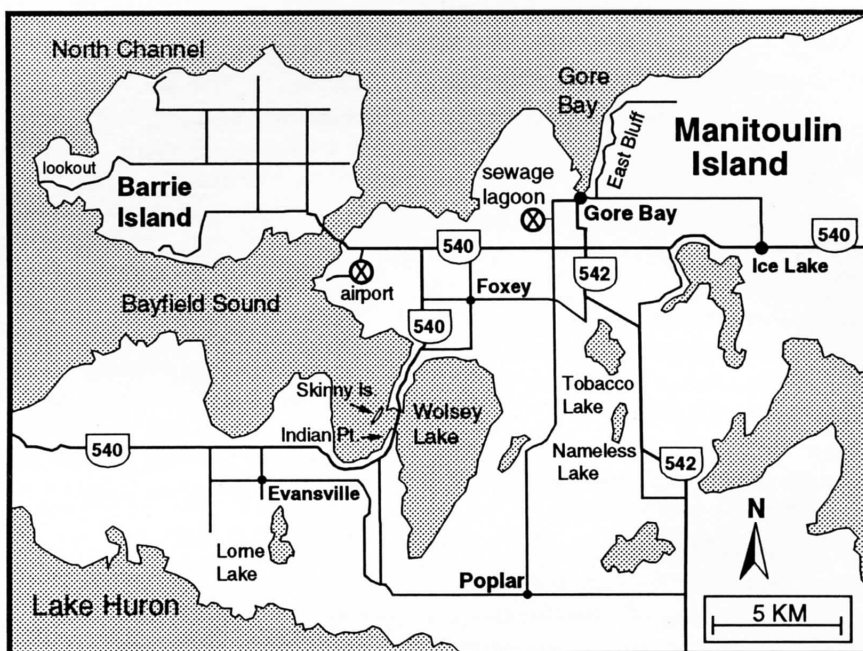 North Channel
Gore
Bay
East Bluff
Manitoulin
Island
lookout
Barrie
Island
sewage
lagoon
Gore Bay
540
540
Ice Lake
542
airport
Foxey
Bayfield Sound
540
Skinny is.
Wolsey
Lake
Tobacco
Lake
Indian Pt.
Nameless
Lake
540
542
Evansville
N
Lorne
Lake
Poplar
Lake Huron
5 KM